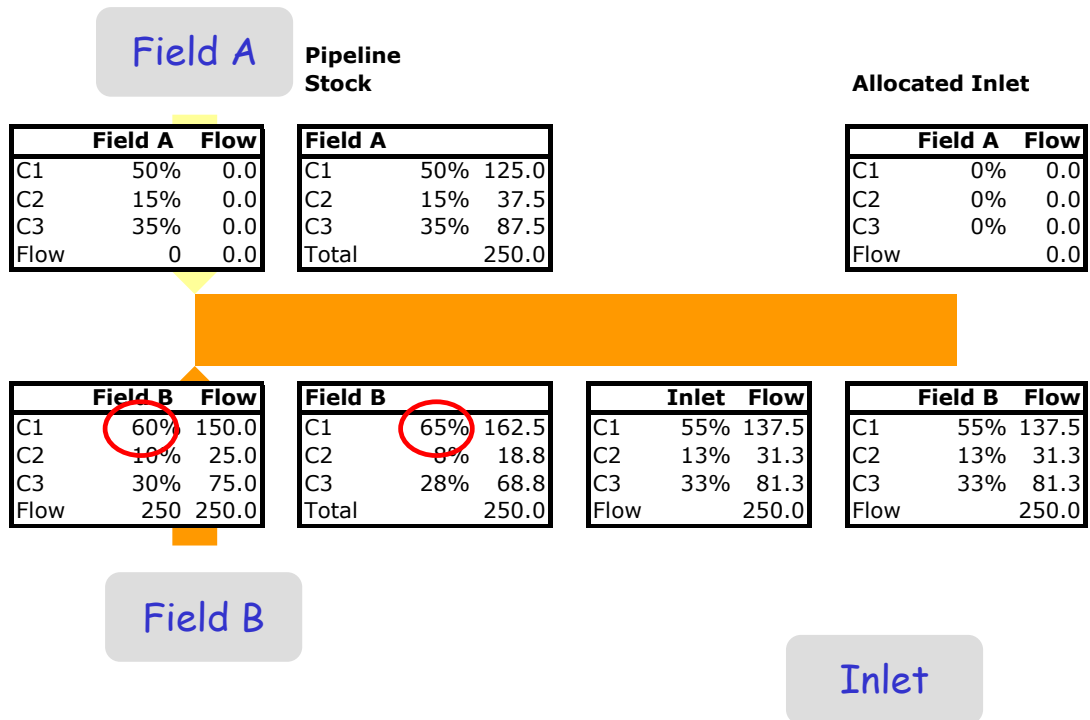 Field A
Pipeline
Stock
Allocated Inlet
Field A Flow
C1 50% 0.0
C2 15% 0.0
C3 35% 0.0
Flow 0 0.0
Field A
C1 50% 125.0
C2 15% 37.5
C3 35% 87.5
Total 250.0
Field A Flow
C1 0% 0.0
C2 0% 0.0
C3 0% 0.0
Flow 0.0
Field B Flow
C1 60% 150.0
C2 10% 25.0
C3 30% 75.0
Flow 250 250.0
Field B
C1 65% 162.5
C2 8% 18.8
C3 28% 68.8
Total 250.0
Inlet Flow
C1 55% 137.5
C2 13% 31.3
C3 33% 81.3
Flow 250.0
Field B Flow
C1 55% 137.5
C2 13% 31.3
C3 33% 81.3
Flow 250.0
Field B
Inlet